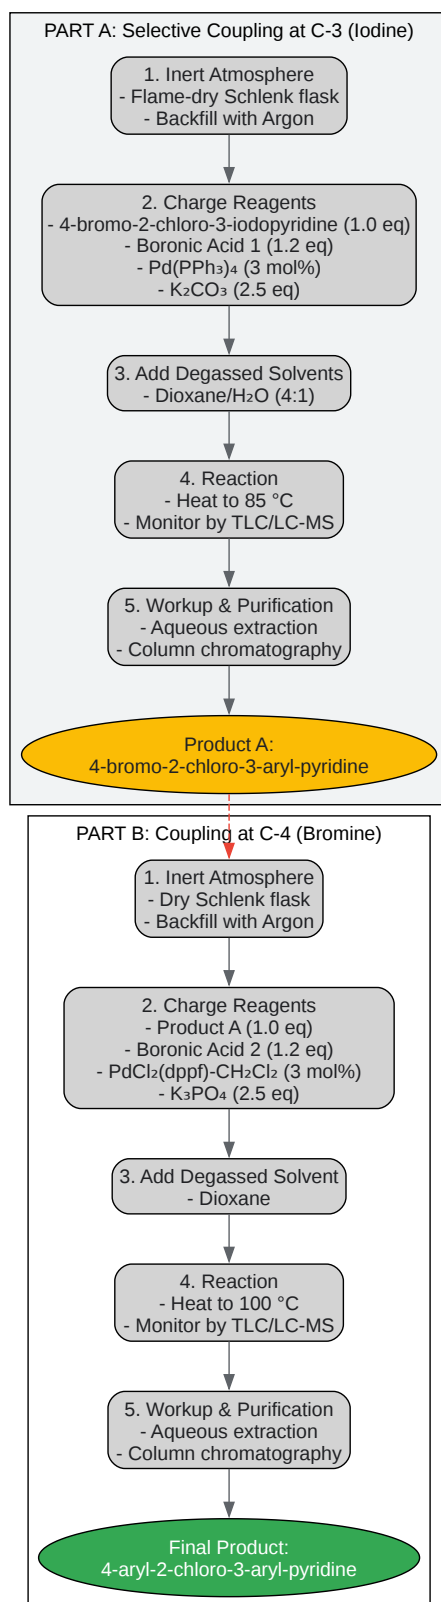 PART A: Selective Coupling at C-3 (Iodine)
1. Inert Atmosphere
- Flame-dry Schlenk flask
- Backfill with Argon
2. Charge Reagents
- 4-bromo-2-chloro-3-iodopyridine (1.0 eq)
- Boronic Acid 1 (1.2 eq)
- Pd(PPh₃)₄ (3 mol%)
- K₂CO₃ (2.5 eq)
3. Add Degassed Solvents
- Dioxane/H₂O (4:1)
4. Reaction
- Heat to 85 °C
- Monitor by TLC/LC-MS
5. Workup & Purification
- Aqueous extraction
- Column chromatography
Product A:
4-bromo-2-chloro-3-aryl-pyridine
PART B: Coupling at C-4 (Bromine)
1. Inert Atmosphere
- Dry Schlenk flask
- Backfill with Argon
2. Charge Reagents
- Product A (1.0 eq)
- Boronic Acid 2 (1.2 eq)
- PdCl₂(dppf)-CH₂Cl₂ (3 mol%)
- K₃PO₄ (2.5 eq)
3. Add Degassed Solvent
- Dioxane
4. Reaction
- Heat to 100 °C
- Monitor by TLC/LC-MS
5. Workup & Purification
- Aqueous extraction
- Column chromatography
Final Product:
4-aryl-2-chloro-3-aryl-pyridine